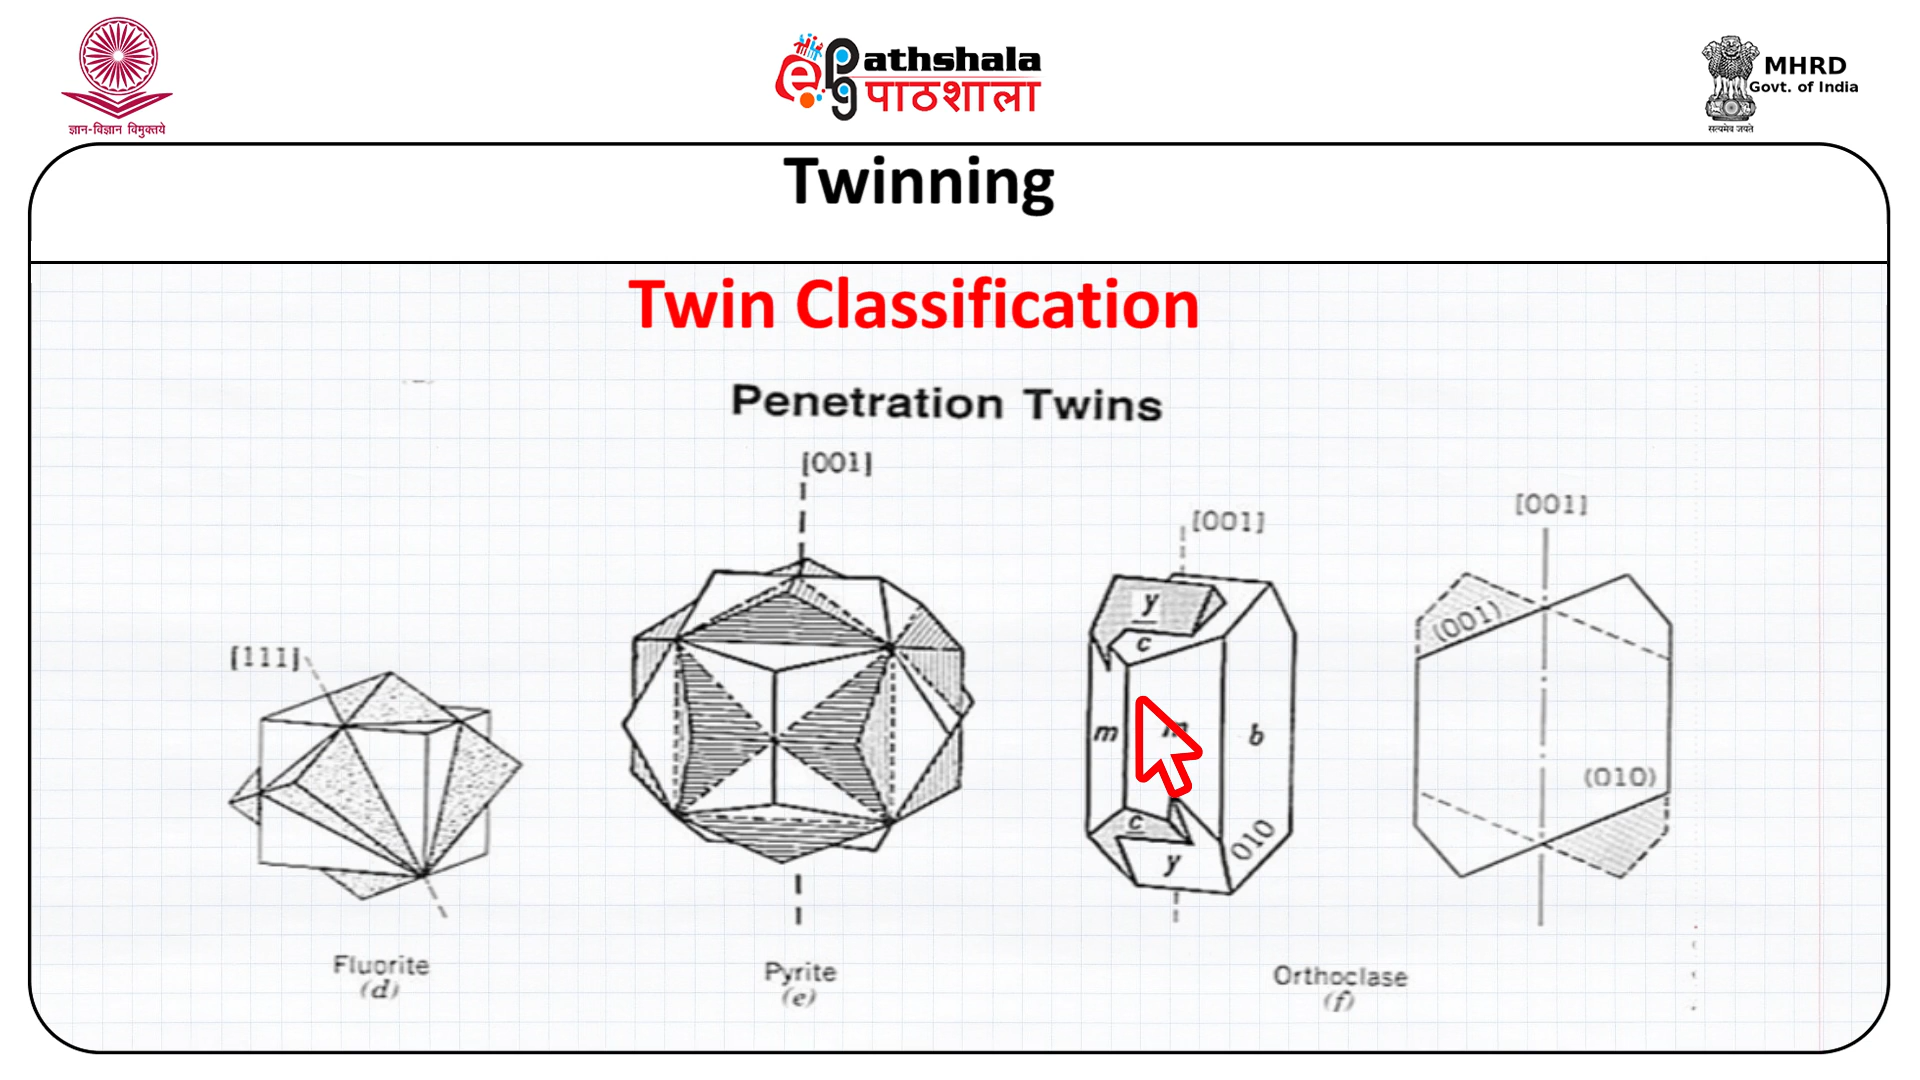 ज्ञान-विज्ञान विमुक्तये
ePG athshala
पाठशाला
MHRD
Govt. of India
सत्यमेव जयते
Twinning
Twin Classification
Penetration Twins
[001]
[001]
[001]
[111]
y
c
(001)
m
b
(010)
c
y
010
Fluorite
(d)
Pyrite
(e)
Orthoclase
(f)